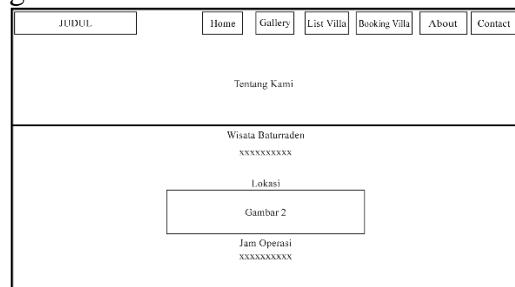 JUDUL Home Gallery List Villa Booking Villa About Contact
Tentang Kami
Wisata Baturraden
xxxxxxxxxx
Lokasi
Gambar 2
Jam Operasi
xxxxxxxxxx